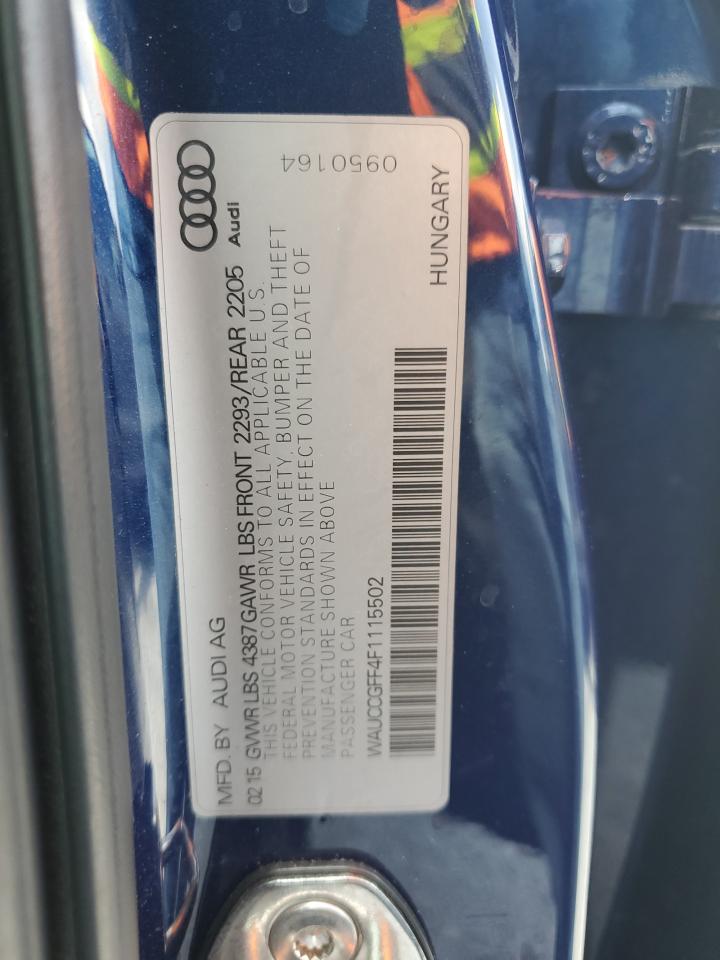 MFD. BY AUDI AG
Audi
02 15 GVWR LBS 4387 GAWR LBS FRONT 2293/REAR 2205
THIS VEHICLE CONFORMS TO ALL APPLICABLE U.S.
FEDERAL MOTOR VEHICLE SAFETY, BUMPER AND THEFT
PREVENTION STANDARDS IN EFFECT ON THE DATE OF
MANUFACTURE SHOWN ABOVE
PASSENGER CAR
0950164
WAUCCGFF4F1115502
HUNGARY